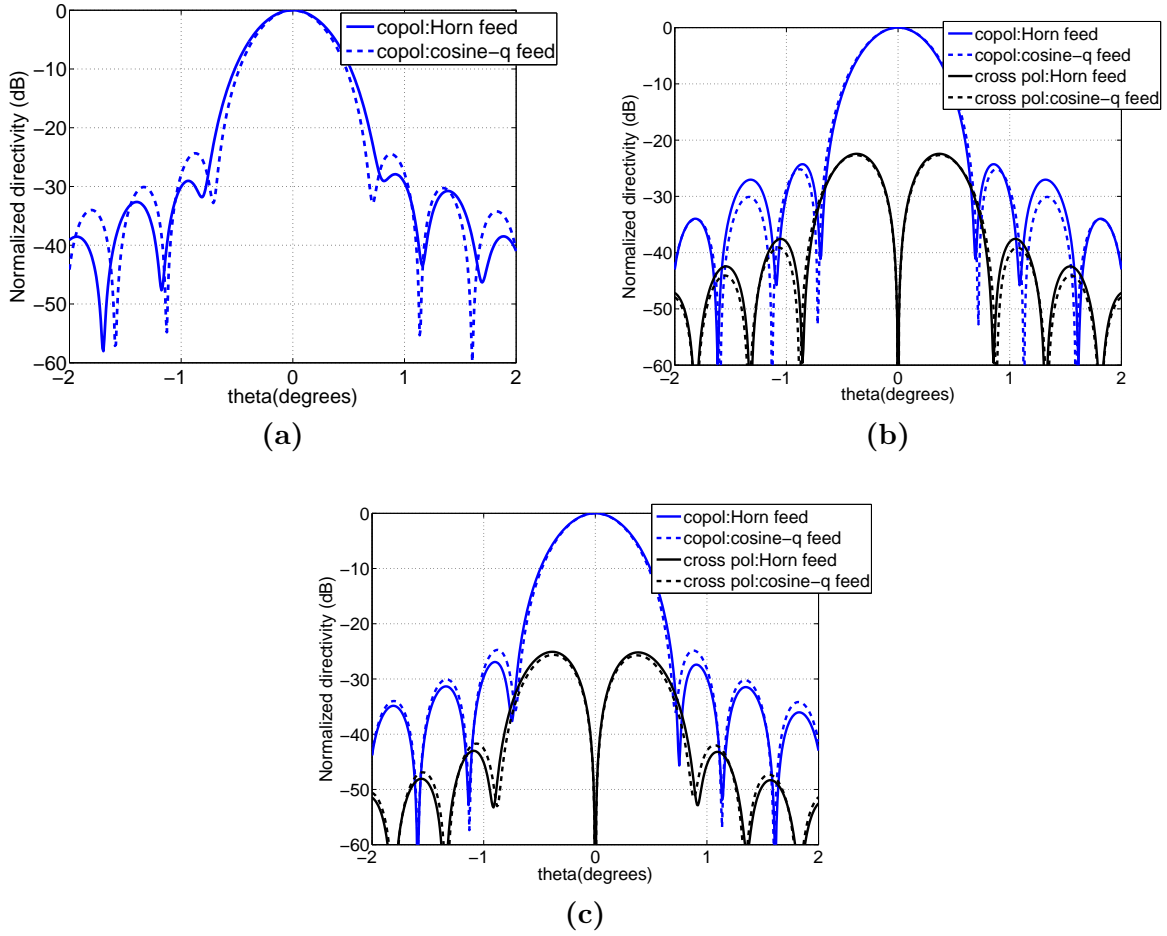 copol:Horn feed
copol:cosine−q feed
Normalized directivity (dB)
0
−10
−20
−30
−40
−50
−60
−2
−1
0
1
2
theta(degrees)
(a)
copol:Horn feed
copol:cosine−q feed
cross pol:Horn feed
cross pol:cosine−q feed
Normalized directivity (dB)
0
−10
−20
−30
−40
−50
−60
−2
−1
0
1
2
theta(degrees)
(b)
copol:Horn feed
copol:cosine−q feed
cross pol:Horn feed
cross pol:cosine−q feed
Normalized directivity (dB)
0
−10
−20
−30
−40
−50
−60
−2
−1
0
1
2
theta(degrees)
(c)